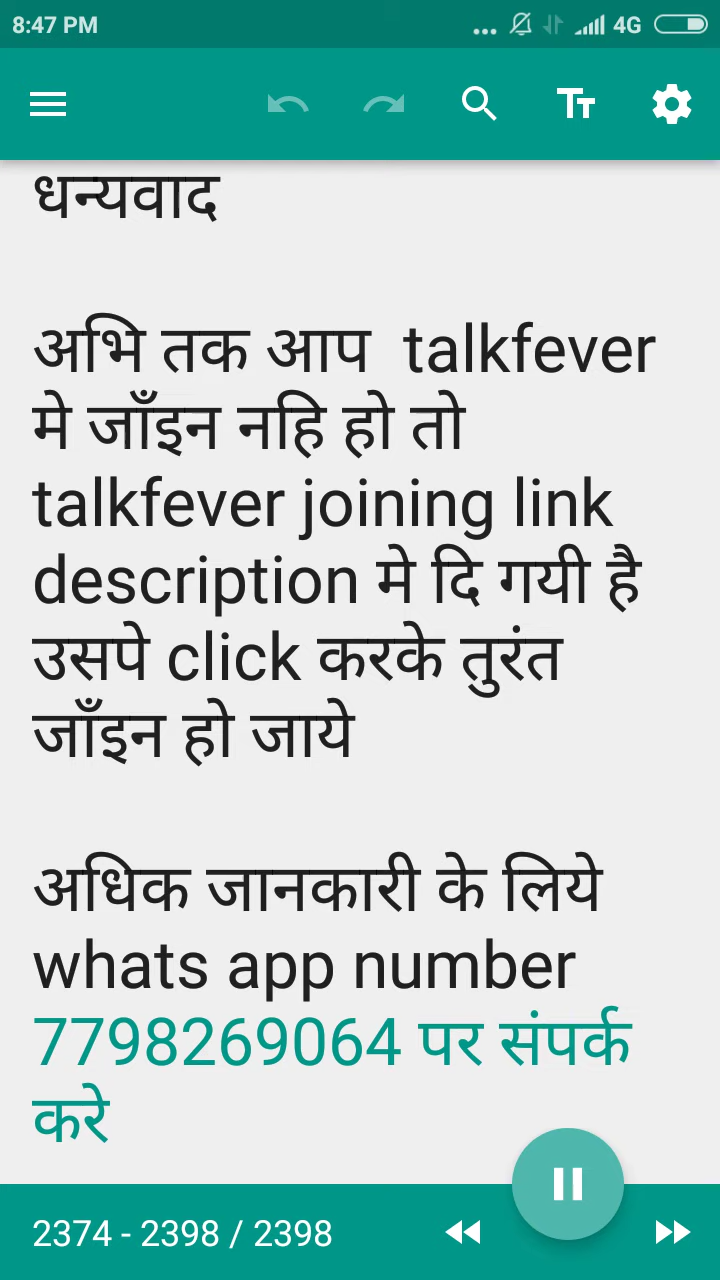 8:47 PM
4G
धन्यवाद
अभि तक आप talkfever
मे जाँइन नहि हो तो
talkfever joining link
description मे दि गयी है
उसपे click करके तुरंत
जाँइन हो जाये
अधिक जानकारी के लिये
whats app number
7798269064 पर संपर्क
करे
2374 - 2398 / 2398